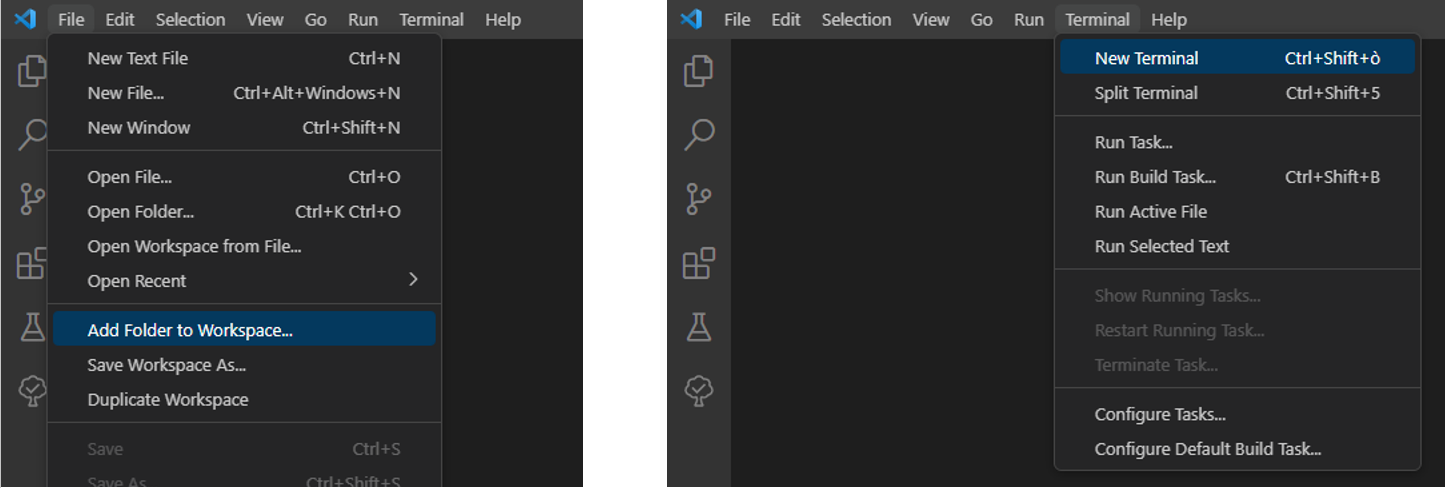 File Edit Selection View Go Run Terminal Help
New Text File Ctrl+N
New File... Ctrl+Alt+Windows+N
New Window Ctrl+Shift+N
Open File... Ctrl+O
Open Folder... Ctrl+K Ctrl+O
Open Workspace from File...
Open Recent
Add Folder to Workspace...
Save Workspace As...
Duplicate Workspace
Save Ctrl+S
Save As Ctrl+Shift+S
File Edit Selection View Go Run Terminal Help
New Terminal Ctrl+Shift+ò
Split Terminal Ctrl+Shift+5
Run Task...
Run Build Task... Ctrl+Shift+B
Run Active File
Run Selected Text
Show Running Tasks...
Restart Running Task...
Terminate Task...
Configure Tasks...
Configure Default Build Task...